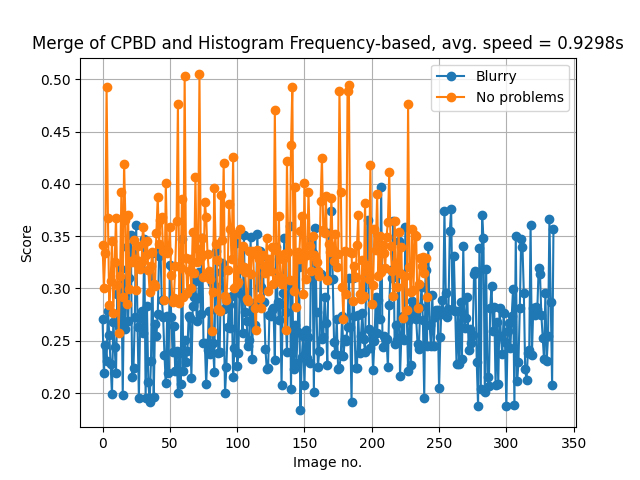 Merge of CPBD and Histogram Frequency-based, avg. speed = 0.9298s
Blurry
No problems
0.50
0.45
0.40
0.35
0.30
0.25
0.20
Score
0 50 100 150 200 250 300 350
Image no.